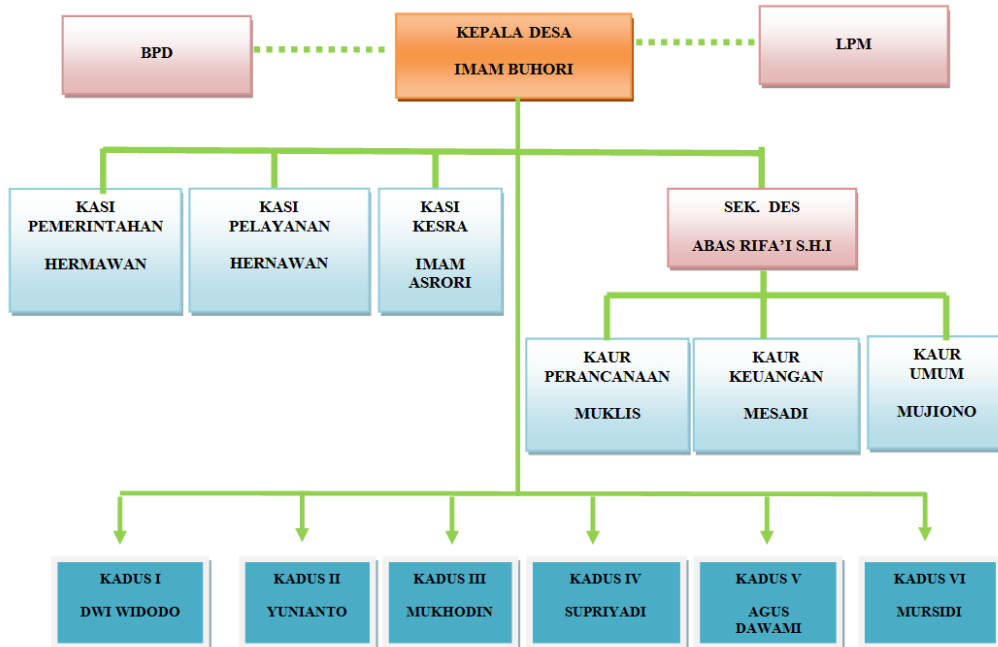 BPD
KEPALA DESA
IMAM BUHORI
LPM
KASI
PEMERINTAHAN
HERMAWAN
KASI
PELAYANAN
HERNAWAN
KASI
KESRA
IMAM
ASRORI
SEK. DES
ABAS RIFA’I S.H.I
KAUR
PERANCANAAN
MUKLIS
KAUR
KEUANGAN
MESADI
KAUR
UMUM
MUJIONO
KADUS I
DWI WIDODO
KADUS II
YUNIANTO
KADUS III
MUKHODIN
KADUS IV
SUPRIYADI
KADUS V
AGUS
DAWAMI
KADUS VI
MURSIDI